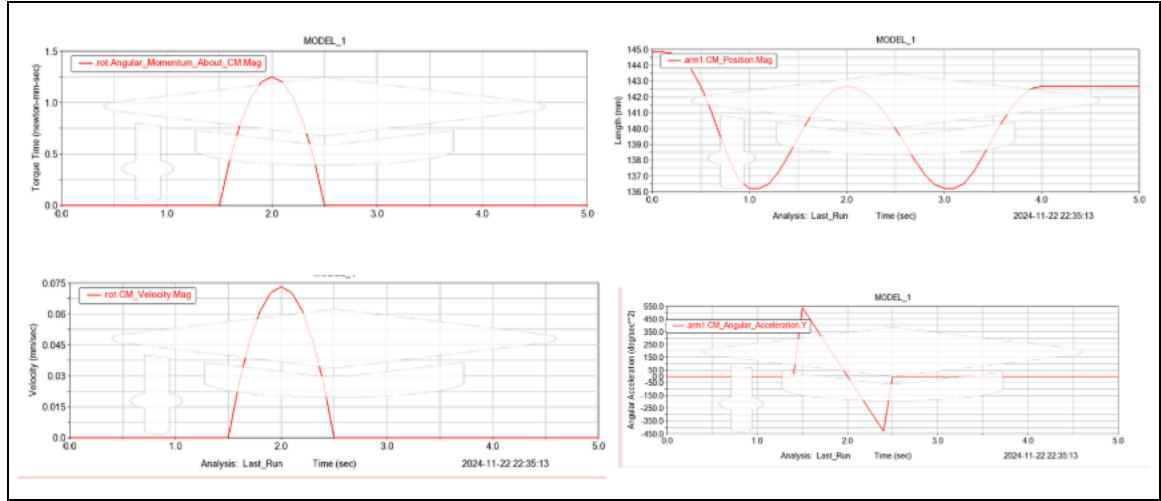 MODEL_1
.rot.Angular_Momentum_About_CM.Mag
Torque Time (newton-mm-sec)
1.5
1.0
0.5
0.0
0.0 1.0 2.0 3.0 4.0 5.0
MODEL_1
.arm1.CM_Position.Mag
Length (mm)
145.0
143.0
142.0
140.0
139.0
138.0
137.0
136.0
0.0 1.0 2.0 3.0 4.0 5.0
Analysis: Last_Run Time (sec) 2024-11-22 22:35:13
.rot.CM_Velocity.Mag
Velocity (mm/sec)
0.075
0.06
0.045
0.03
0.015
0.0
0.0 1.0 2.0 3.0 4.0 5.0
Analysis: Last_Run Time (sec) 2024-11-22 22:35:13
MODEL_1
.arm1.CM_Angular_Acceleration.Y
Angular Acceleration (deg/sec**2)
550.0
450.0
350.0
250.0
150.0
50.0
-50.0
-150.0
-250.0
-350.0
-450.0
0.0 1.0 2.0 3.0 4.0 5.0
Analysis: Last_Run Time (sec) 2024-11-22 22:35:13